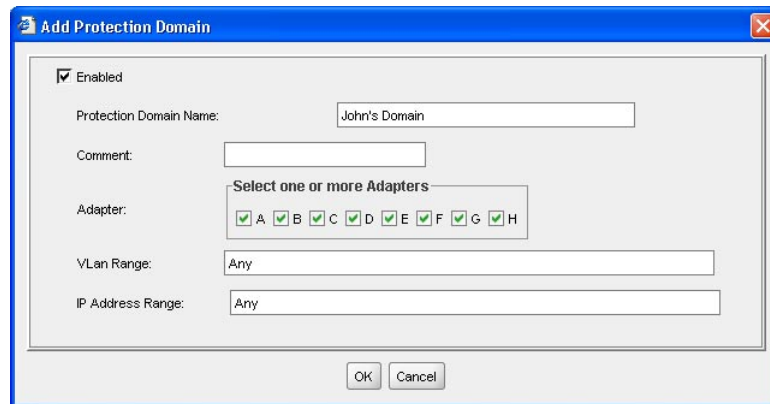 Add Protection Domain
Enabled
Protection Domain Name: John's Domain
Comment:
Select one or more Adapters
Adapter: A B C D E F G H
VLan Range: Any
IP Address Range: Any
OK Cancel